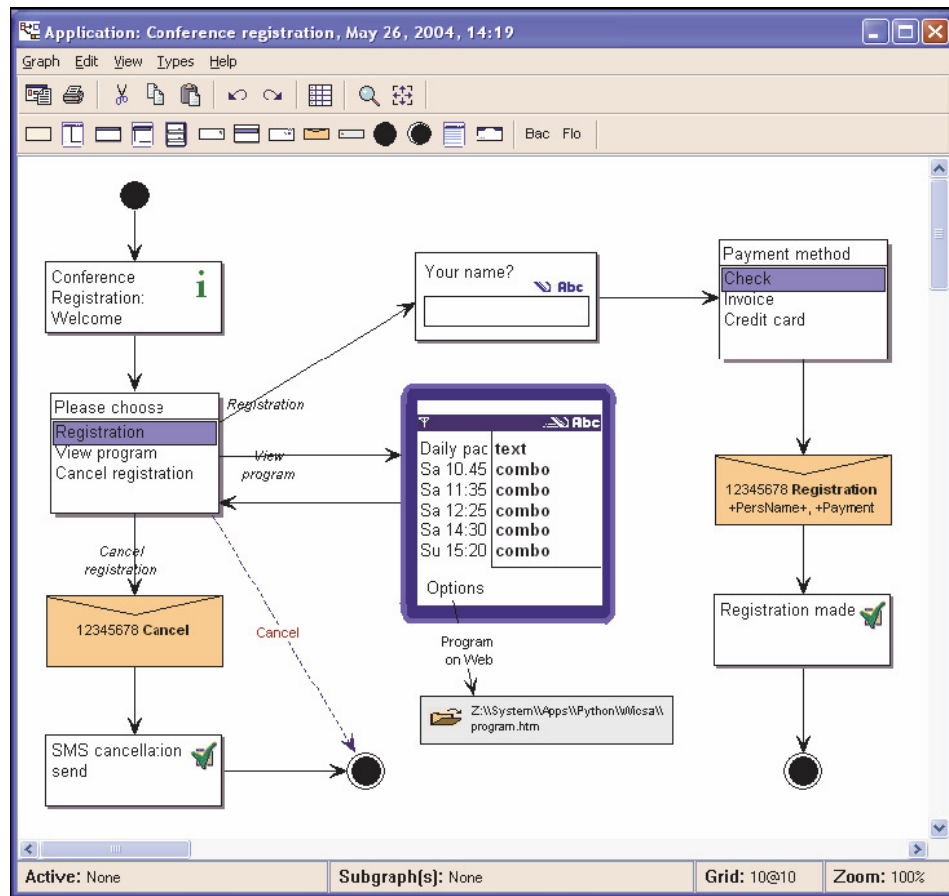 Application: Conference registration, May 26, 2004, 14:19
Graph Edit View Types Help
Bac Flo
Conference
Registration:
Welcome
Your name?
Abc
Payment method
Check
Invoice
Credit card
Please choose
Registration
View program
Cancel registration
Registration
View
program
Abc
Daily pac text
Sa 10.45 combo
Sa 11:35 combo
Sa 12:25 combo
Sa 14:30 combo
Su 15:20 combo
Options
12345678 Registration
+PersName+, +Payment
Cancel
registration
12345678 Cancel
Cancel
Program
on Web
Registration made
Z:\\System\\Apps\\Python\\Wicsa\\
program.htm
SMS cancellation
send
Active: None
Subgraph(s): None
Grid: 10@10
Zoom: 100%